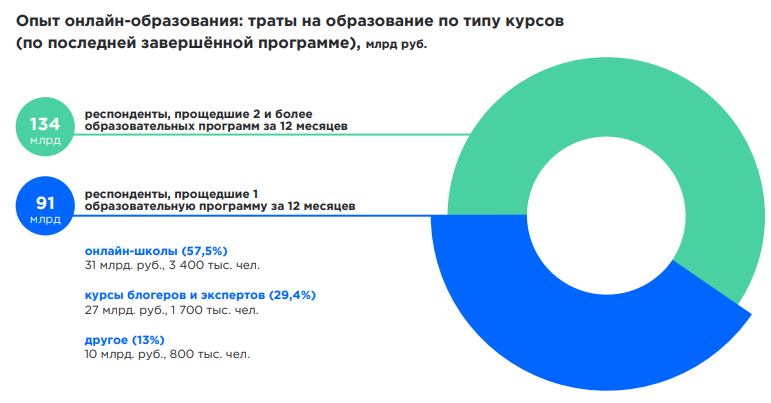 Опыт онлайн-образования: траты на образование по типу курсов
(по последней завершённой программе), млрд руб.
134
млрд
респонденты, прошедшие 2 и более
образовательных программ за 12 месяцев
91
млрд
респонденты, прошедшие 1
образовательную программу за 12 месяцев
онлайн-школы (57,5%)
31 млрд. руб., 3 400 тыс. чел.
курсы блогеров и экспертов (29,4%)
27 млрд. руб., 1 700 тыс. чел.
другое (13%)
10 млрд. руб., 800 тыс. чел.